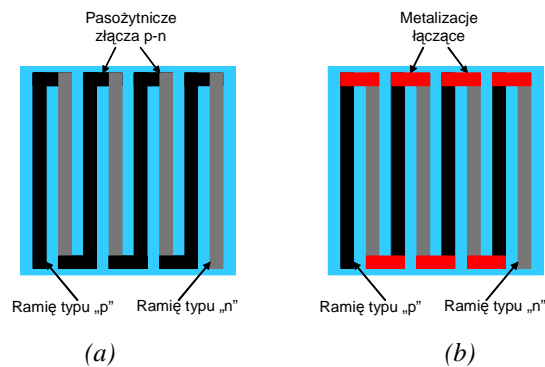 Pasożytnicze
złącza p-n
Ramię typu „p”
Ramię typu „n”
(a)
Metalizacje
łączące
Ramię typu „p”
Ramię typu „n”
(b)